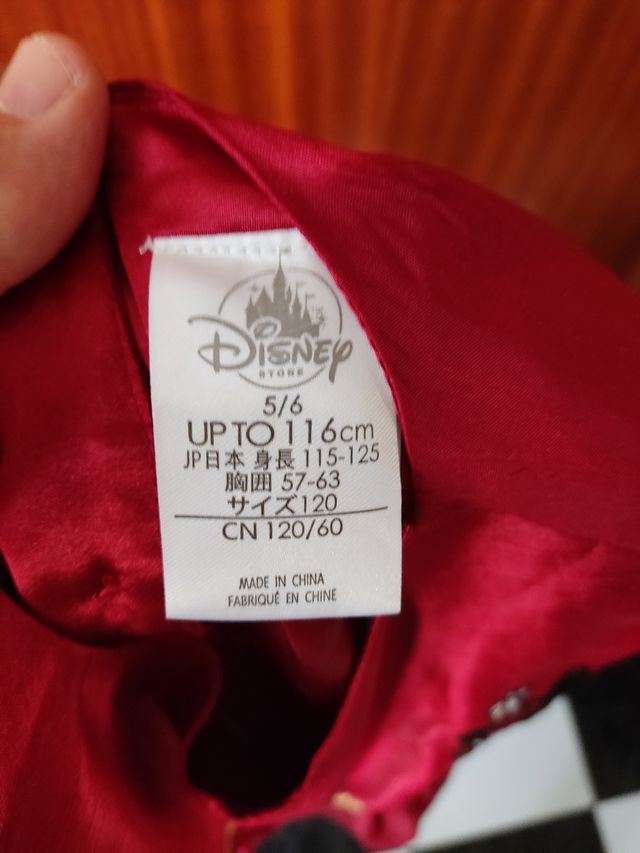 Disney
STORE
5/6
UP TO 116cm
JP日本 身長 115-125
胸囲 57-63
サイズ120
CN 120/60
MADE IN CHINA
FABRIQUÉ EN CHINE